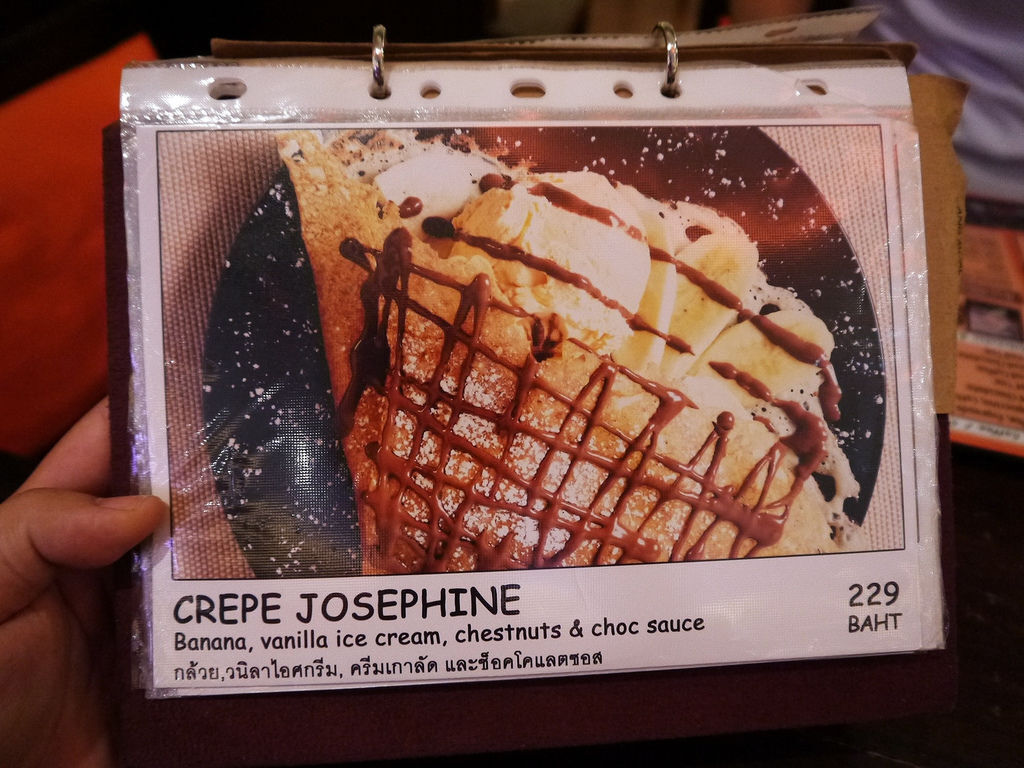 CREPE JOSEPHINE
229
BAHT
Banana, vanilla ice cream, chestnuts & choc sauce
กล้วย,วนิลาไอศกรีม, ครีมเกาลัด และช็อคโคแลตซอส